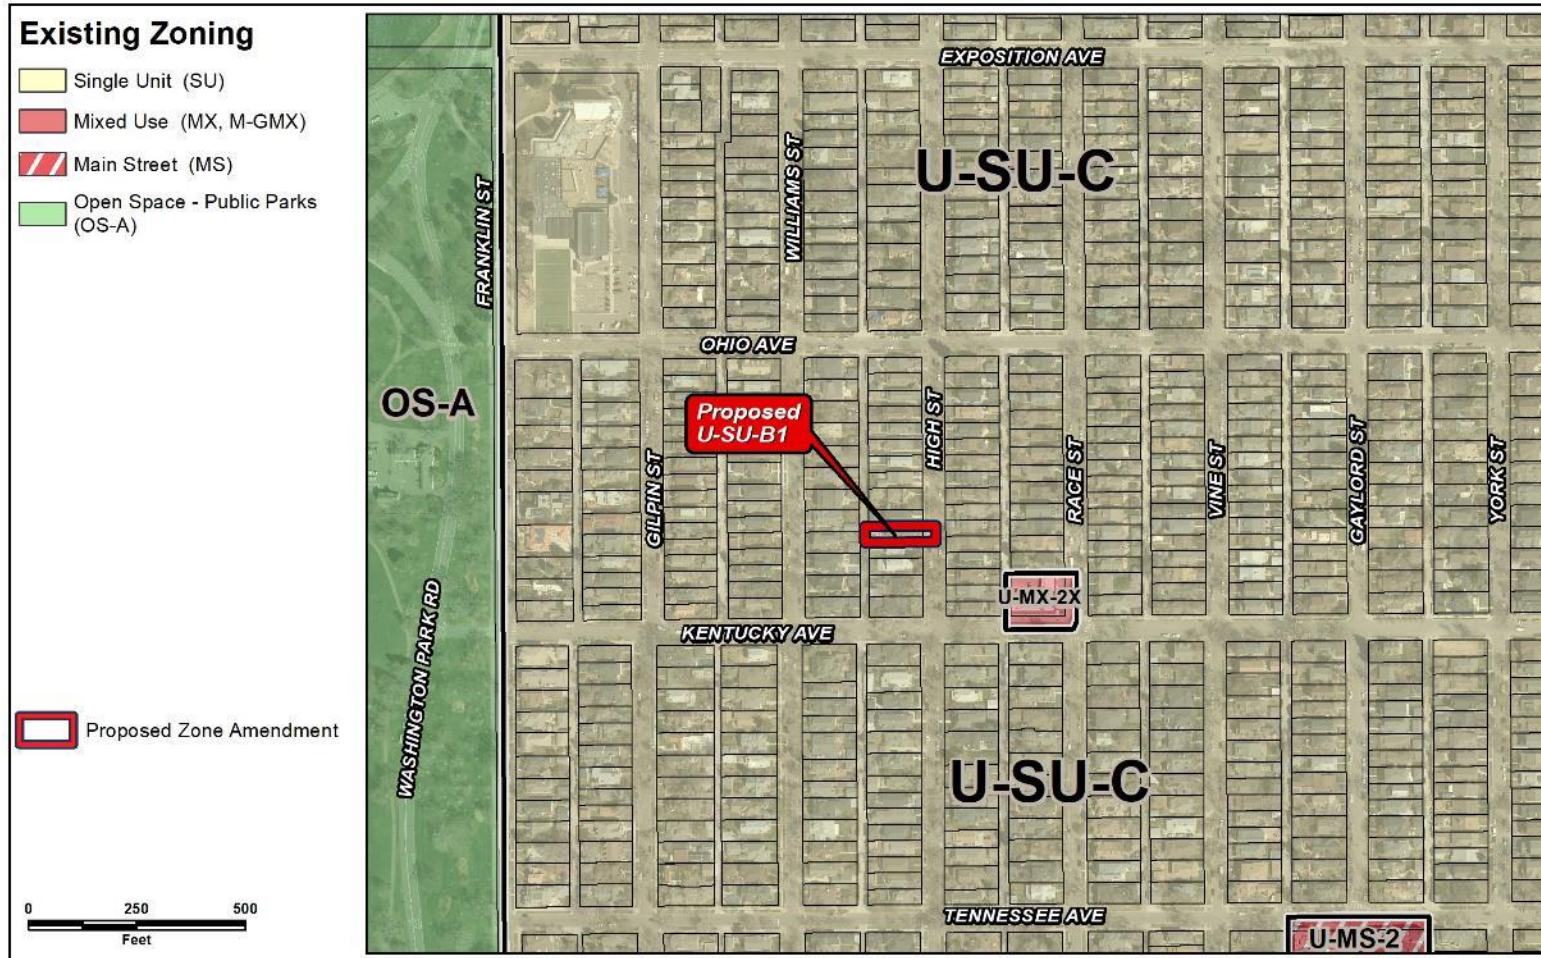 Existing Zoning
Single Unit (SU)
Mixed Use (MX, M-GMX)
Main Street (MS)
Open Space - Public Parks
(OS-A)
Proposed Zone Amendment
0 250 500
Feet
EXPOSITION AVE
U-SU-C
WILLIAMS ST
FRANKLIN ST
OHIO AVE
OS-A
Proposed
U-SU-B1
HIGH ST
GILPIN ST
RACE ST
VINE ST
GAYLORD ST
YORK ST
U-MX-2X
KENTUCKY AVE
WASHINGTON PARK RD
U-SU-C
TENNESSEE AVE
U-MS-2